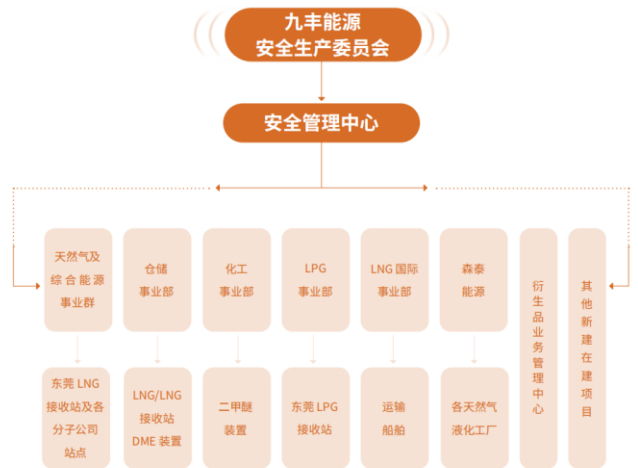 九丰能源
安全生产委员会
安全管理中心
天然气及
综合能源
事业群
仓储
事业部
化工
事业部
LPG
事业部
LNG 国际
事业部
森泰
能源
衍生品业务管理中心
其他新建在建项目
东莞 LNG
接收站及各
分子公司
站点
LNG/LNG
接收站
DME 装置
二甲醚
装置
东莞 LPG
接收站
运输
船舶
各天然气
液化工厂